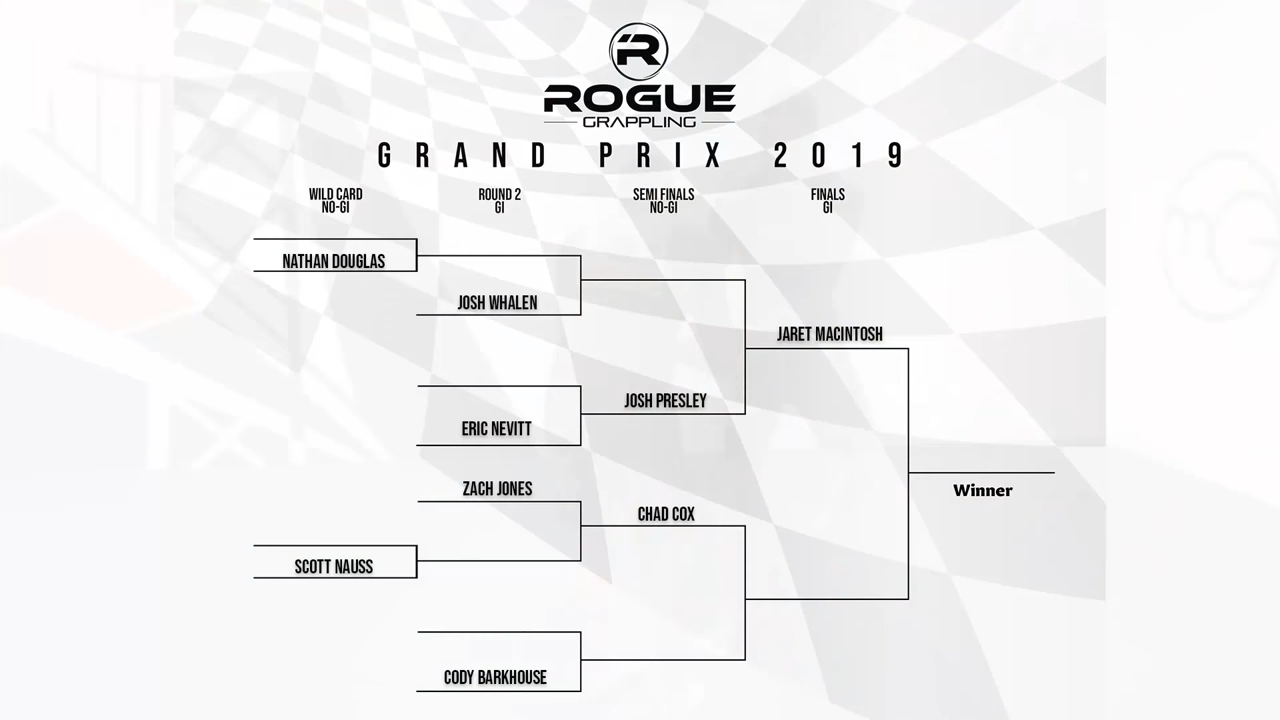 R
ROGUE
GRAPPLING
GRAND PRIX 2019
WILD CARD
NO-GI
ROUND 2
GI
SEMI FINALS
NO-GI
FINALS
GI
NATHAN DOUGLAS
JOSH WHALEN
JARET MACINTOSH
JOSH PRESLEY
ERIC NEVITT
ZACH JONES
Winner
CHAD COX
SCOTT NAUSS
CODY BARKHOUSE